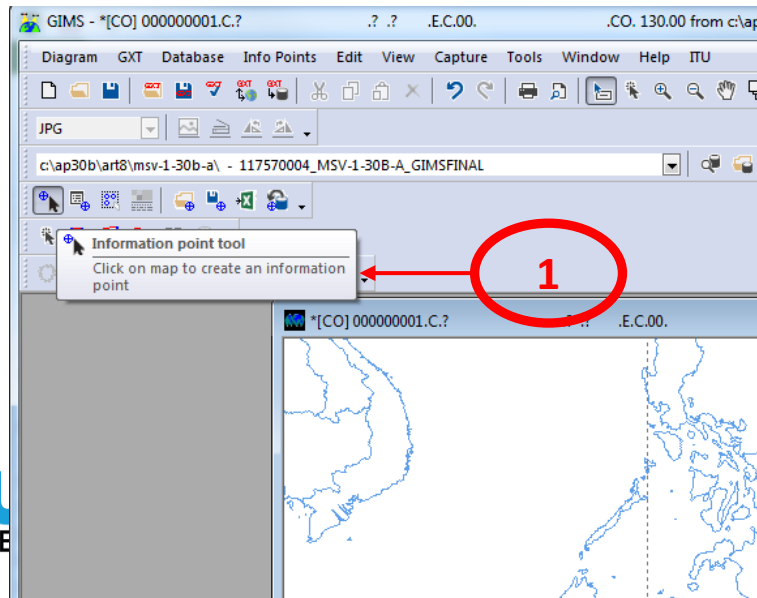 GIMS - *[CO] 000000001.C.? .? .? .E.C.00. .CO. 130.00 from c:\ap
Diagram GXT Database Info Points Edit View Capture Tools Window Help ITU
JPG
c:\ap30b\art8\msv-1-30b-a\ - 117570004_MSV-1-30B-A_GIMSFINAL
Information point tool
Click on map to create an information
point
1
*[CO] 000000001.C.? .E.C.00.